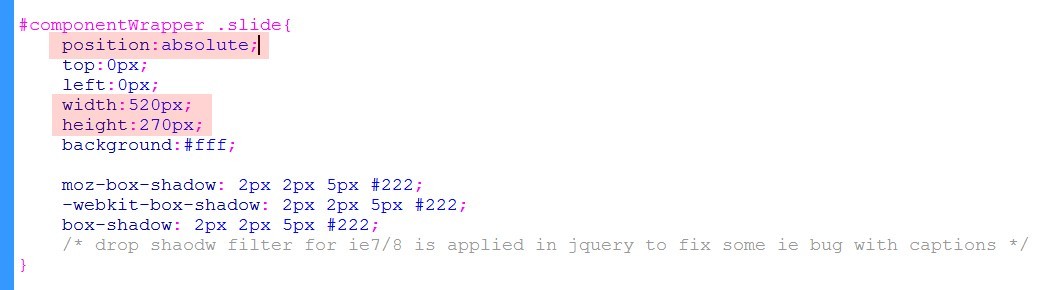 #componentWrapper .slide{
position:absolute;
top:0px;
left:0px;
width:520px;
height:270px;
background:#fff;
moz-box-shadow: 2px 2px 5px #222;
-webkit-box-shadow: 2px 2px 5px #222;
box-shadow: 2px 2px 5px #222;
/* drop shaodw filter for ie7/8 is applied in jquery to fix some ie bug with captions */
}